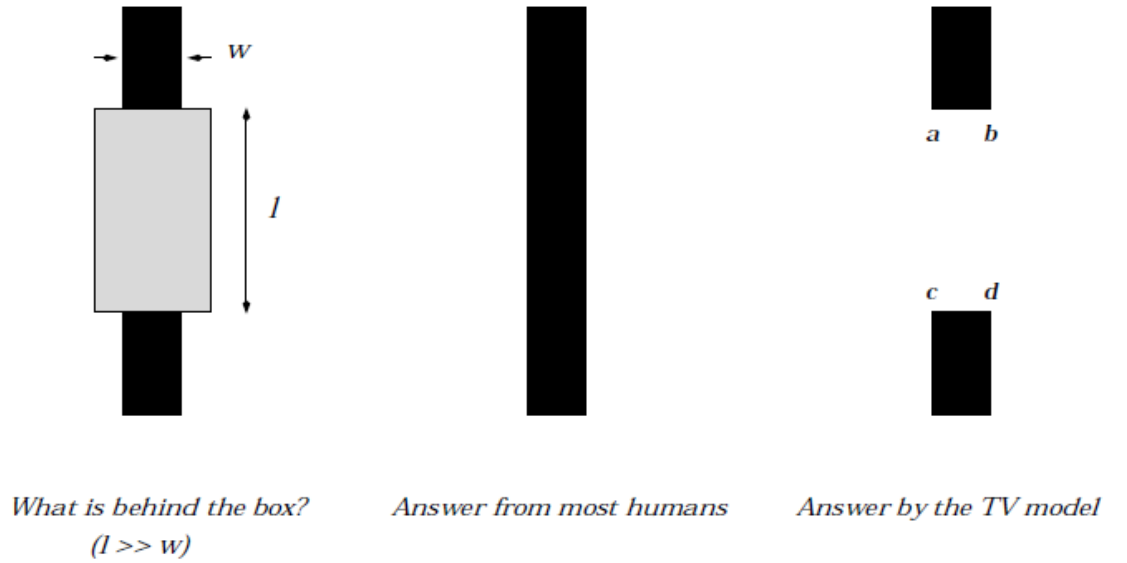 w
l
a b
c d
What is behind the box?
(l >> w)
Answer from most humans
Answer by the TV model